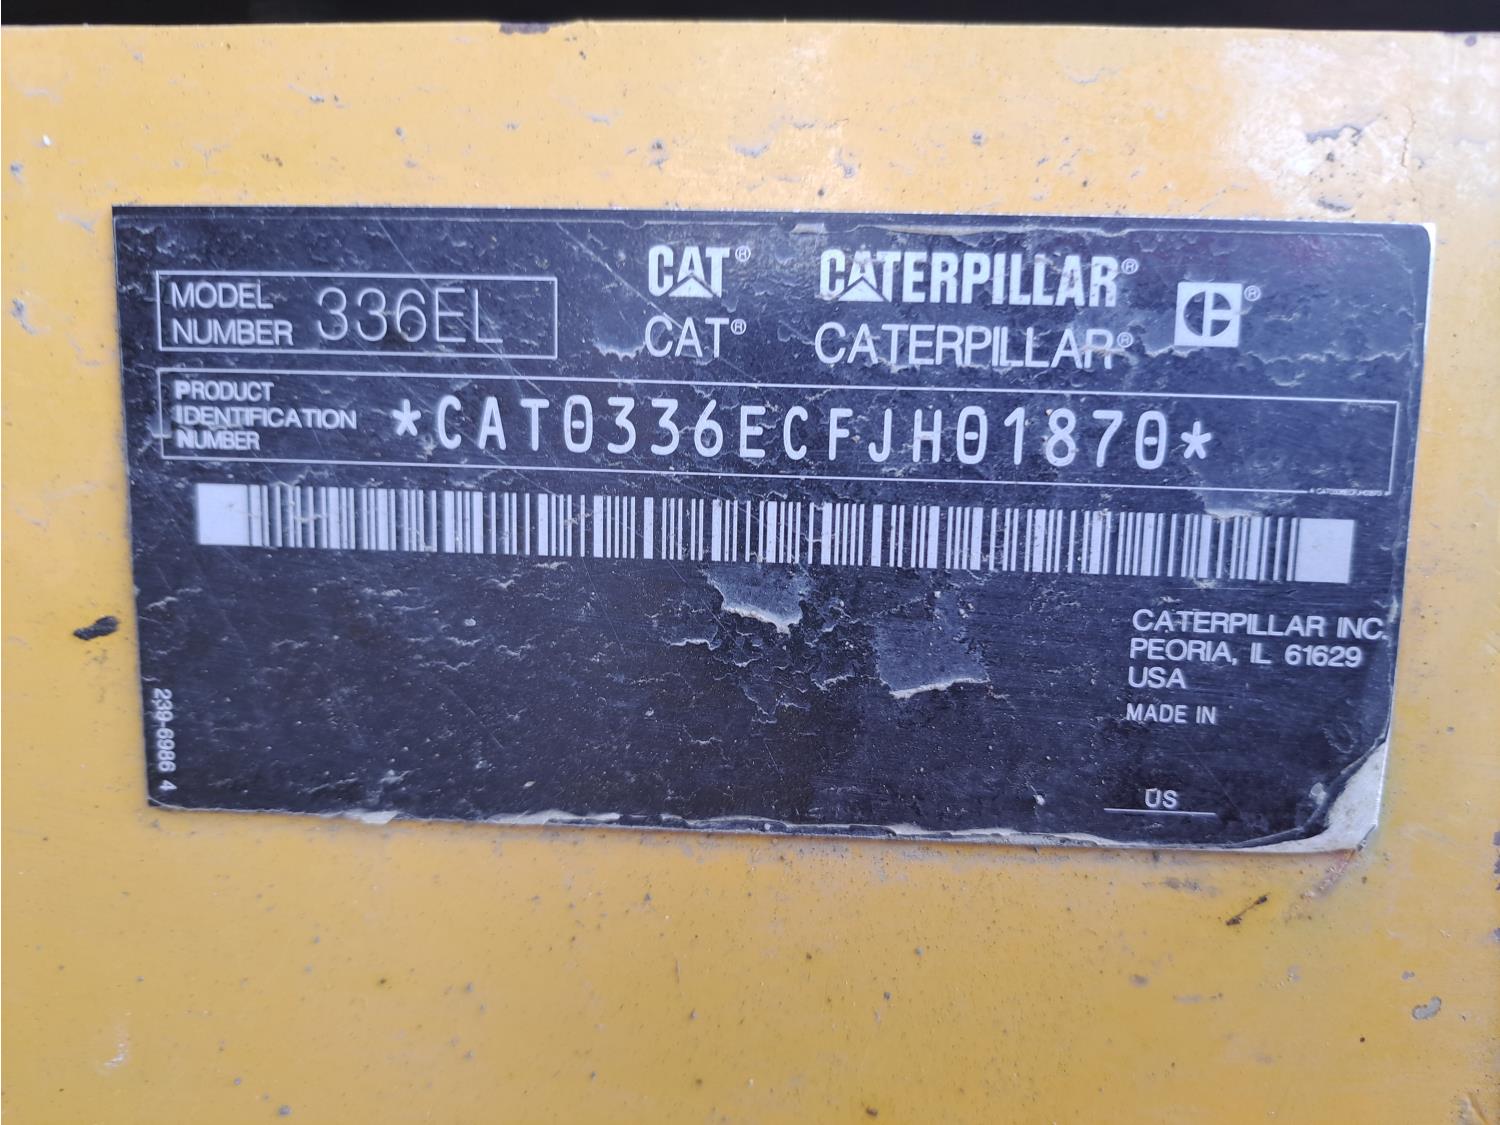 CAT® CATERPILLAR®
MODEL NUMBER 336EL
CAT® CATERPILLAR®
PRODUCT
IDENTIFICATION
NUMBER
*CAT0336ECFJH01870*
* CAT0336ECFJH01870 *
CATERPILLAR INC.
PEORIA, IL 61629
USA
MADE IN
US
239-6986 4